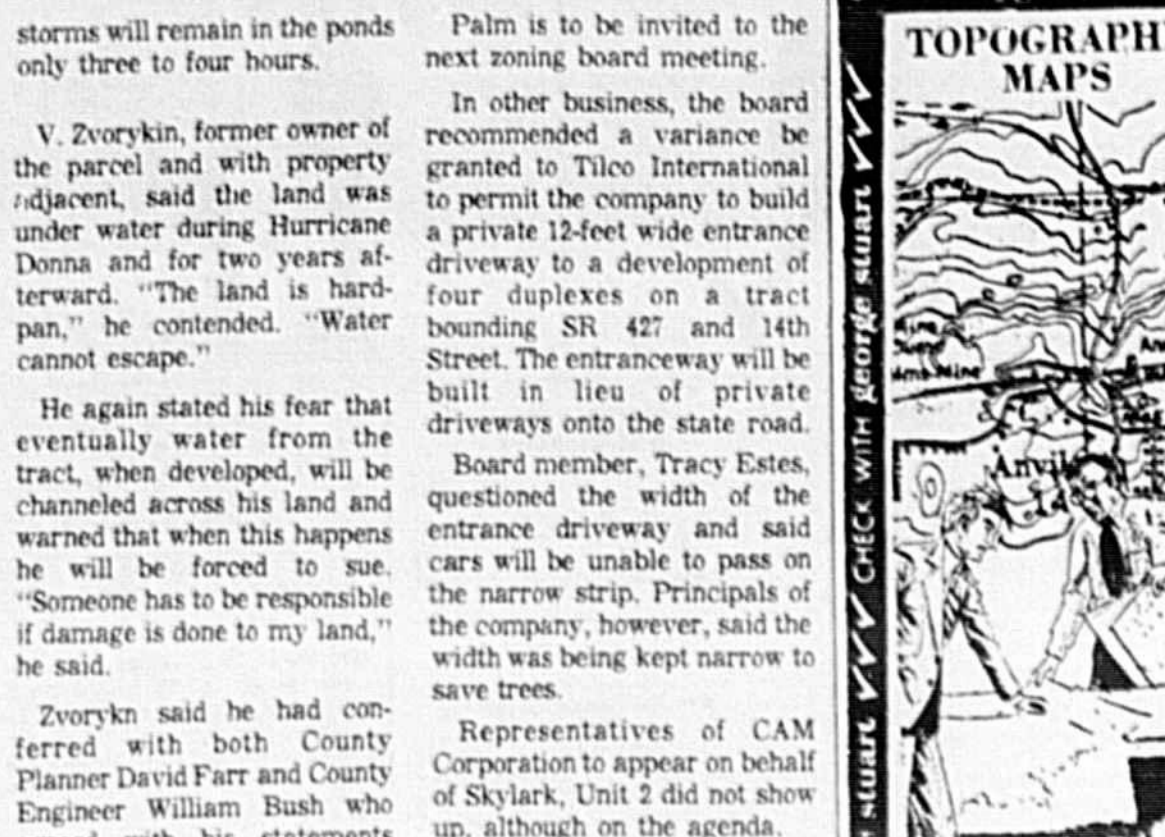 storms will remain in the ponds
only three to four hours.
V. Zvorykin, former owner of
the parcel and with property
adjacent, said the land was
under water during Hurricane
Donna and for two years af-
terward. "The land is hard-
pan," he contended. "Water
cannot escape."
He again stated his fear that
eventually water from the
tract, when developed, will be
channeled across his land and
warned that when this happens
he will be forced to sue.
"Someone has to be responsible
if damage is done to my land,"
he said.
Zvorykn said he had con-
ferred with both County
Planner David Farr and County
Engineer William Bush who
with his statements
Palm is to be invited to the
next zoning board meeting.
In other business, the board
recommended a variance be
granted to Tilco International
to permit the company to build
a private 12-feet wide entrance
driveway to a development of
four duplexes on a tract
bounding SR 427 and 14th
Street. The entranceway will be
built in lieu of private
driveways onto the state road.
Board member, Tracy Estes,
questioned the width of the
entrance driveway and said
cars will be unable to pass on
the narrow strip. Principals of
the company, however, said the
width was being kept narrow to
save trees.
Representatives of CAM
Corporation to appear on behalf
of Skylark, Unit 2 did not show
up, although on the agenda.
CHECK WITH george stuart
stuart
TOPOGRAPHI
MAPS
Mine
Anvil